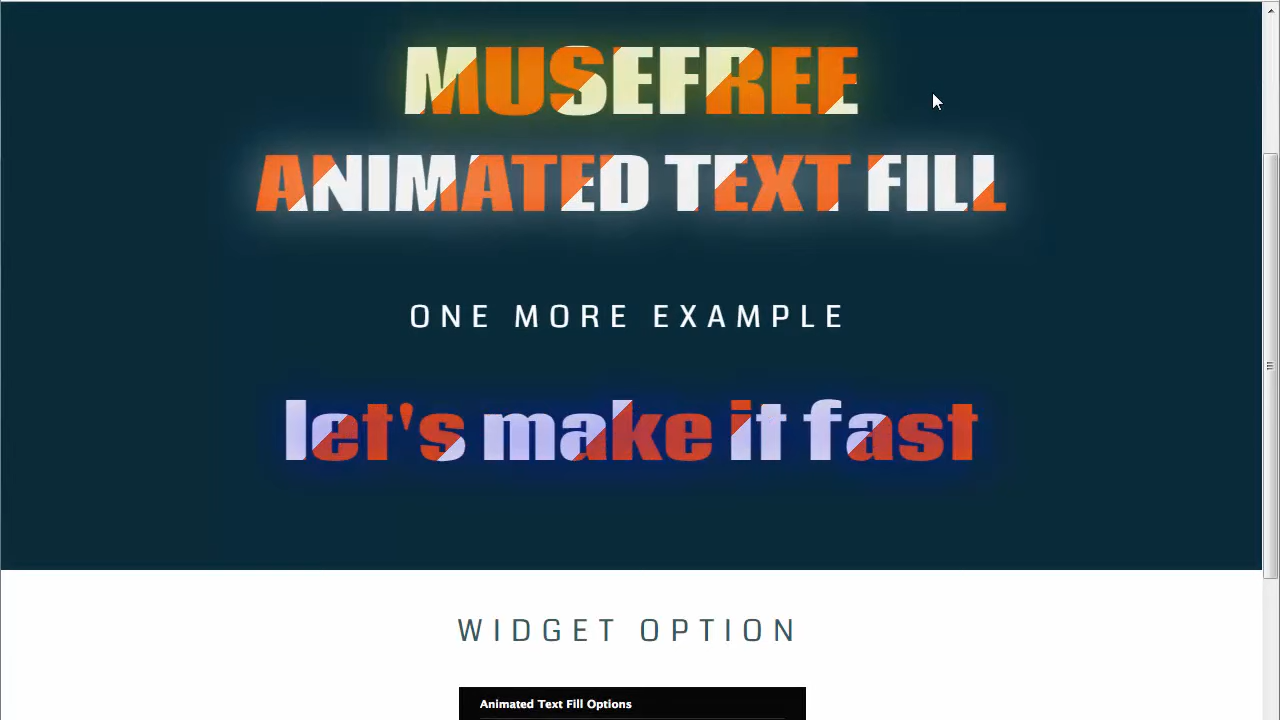 MUSEFREE
ANIMATED TEXT FILL
ONE MORE EXAMPLE
let's make it fast
WIDGET OPTION
Animated Text Fill Options